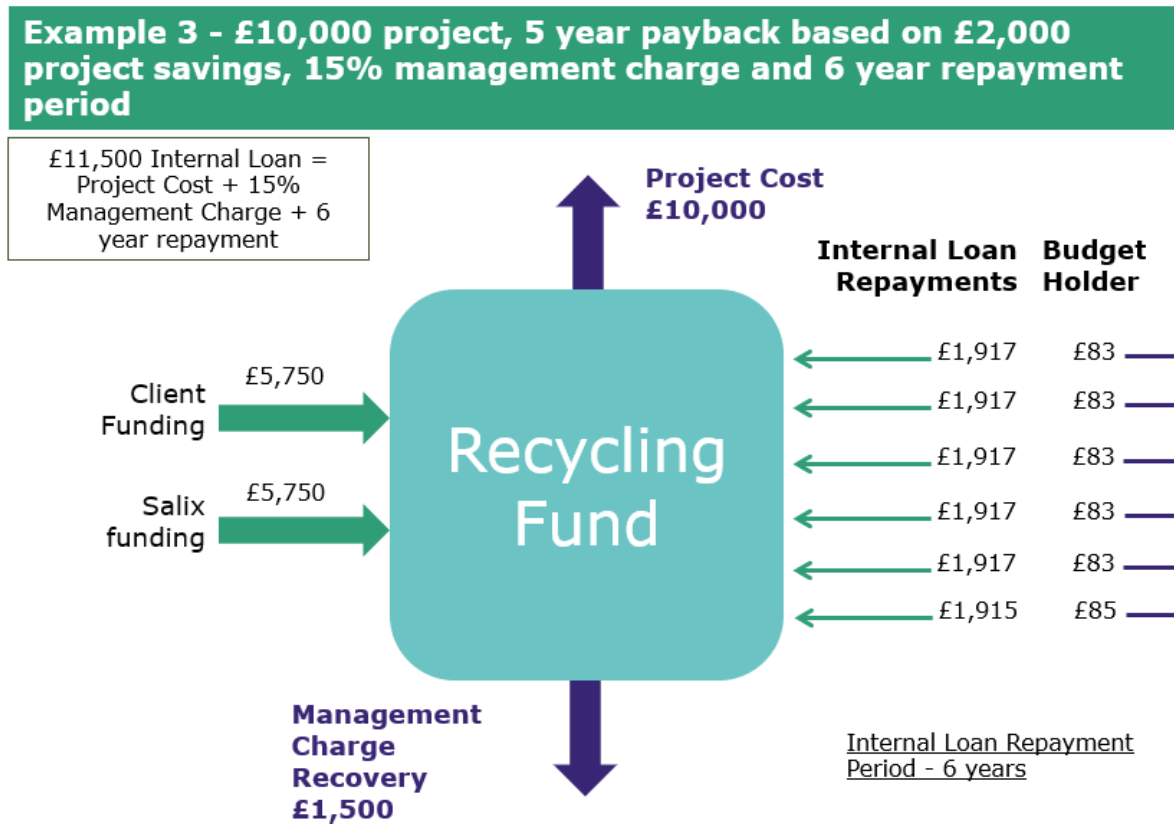 Example 3 - £10,000 project, 5 year payback based on £2,000
project savings, 15% management charge and 6 year repayment
period
£11,500 Internal Loan =
Project Cost + 15%
Management Charge + 6
year repayment
Project Cost
£10,000
Internal Loan
Repayments
Budget
Holder
Client
Funding
£5,750
Salix
funding
£5,750
Recycling
Fund
£1,917 £83
£1,917 £83
£1,917 £83
£1,917 £83
£1,917 £83
£1,915 £85
Management
Charge
Recovery
£1,500
Internal Loan Repayment
Period - 6 years